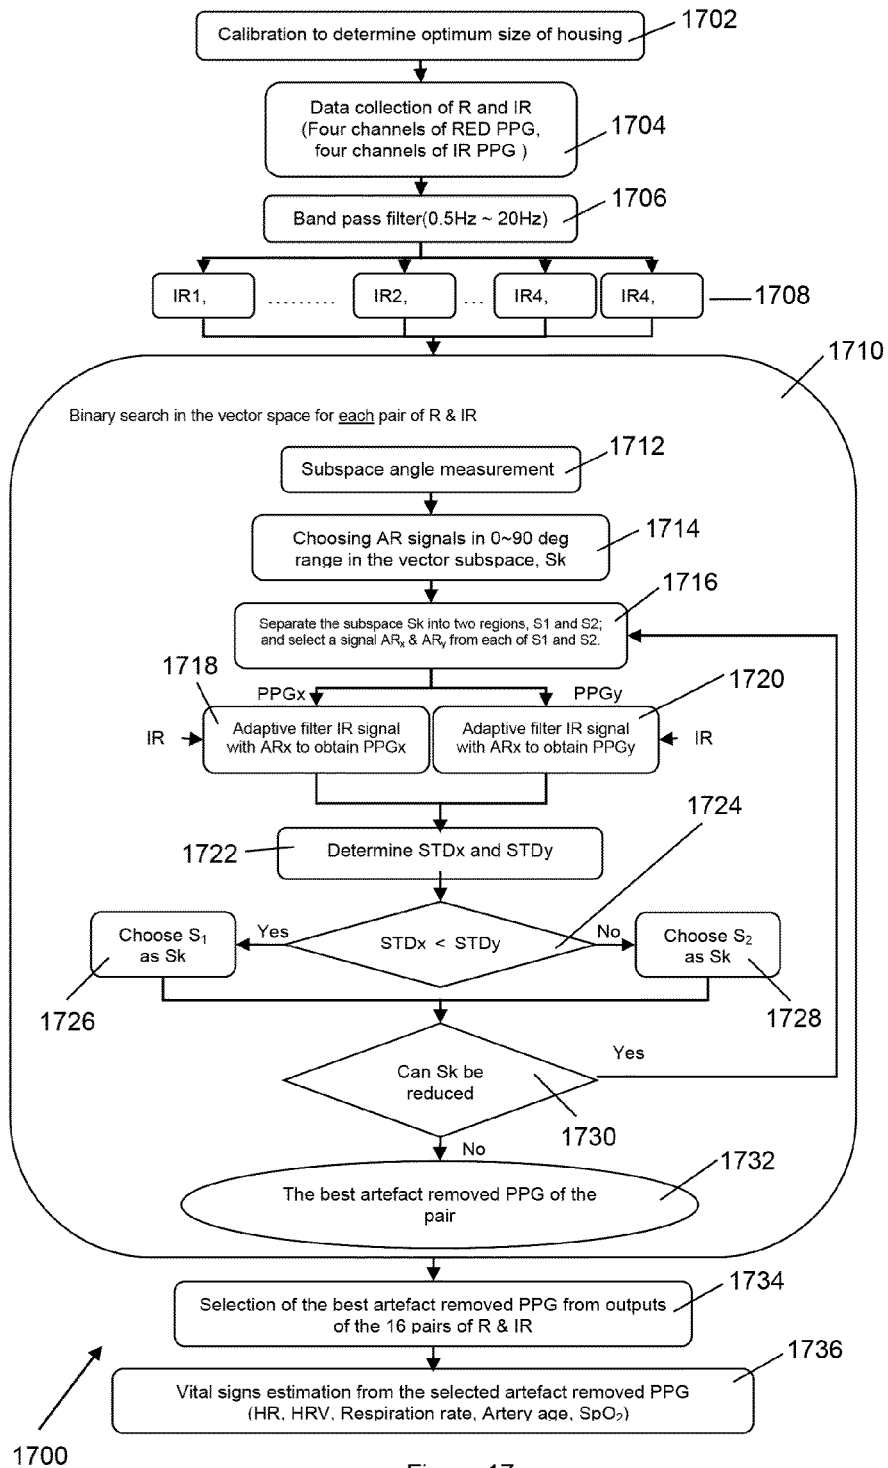 Calibration to determine optimum size of housing
1702
Data collection of R and IR
(Four channels of RED PPG,
four channels of IR PPG )
1704
Band pass filter(0.5Hz ~ 20Hz)
1706
IR1,
.........
IR2,
...
IR4,
IR4,
1708
1710
Binary search in the vector space for each pair of R & IR
Subspace angle measurement
1712
Choosing AR signals in 0~90 deg
range in the vector subspace, Sk
1714
Separate the subspace Sk into two regions, S1 and S2;
and select a signal ARx & ARy from each of S1 and S2.
1716
1718
PPGx
PPGy
1720
IR
Adaptive filter IR signal
with ARx to obtain PPGx
Adaptive filter IR signal
with ARx to obtain PPGy
IR
1722
Determine STDx and STDy
1724
Choose S1
as Sk
Yes
STDx < STDy
No
Choose S2
as Sk
1726
1728
Can Sk be
reduced
Yes
1730
No
The best artefact removed PPG of the
pair
1732
Selection of the best artefact removed PPG from outputs
of the 16 pairs of R & IR
1734
Vital signs estimation from the selected artefact removed PPG
(HR, HRV, Respiration rate, Artery age, SpO2)
1736
1700